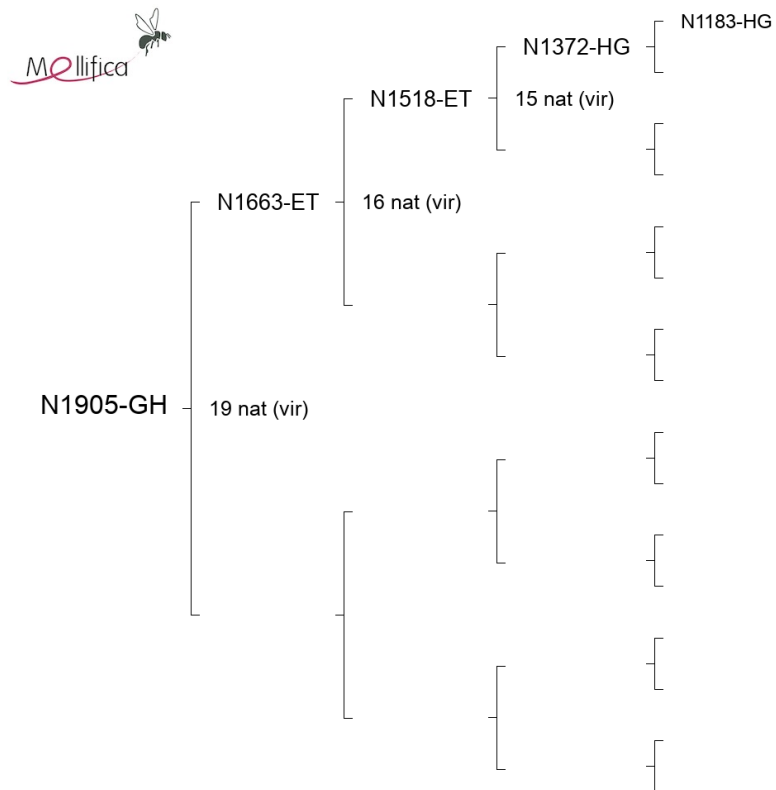 Mellifica
N1183-HG
N1372-HG
N1518-ET
15 nat (vir)
N1663-ET
16 nat (vir)
N1905-GH
19 nat (vir)